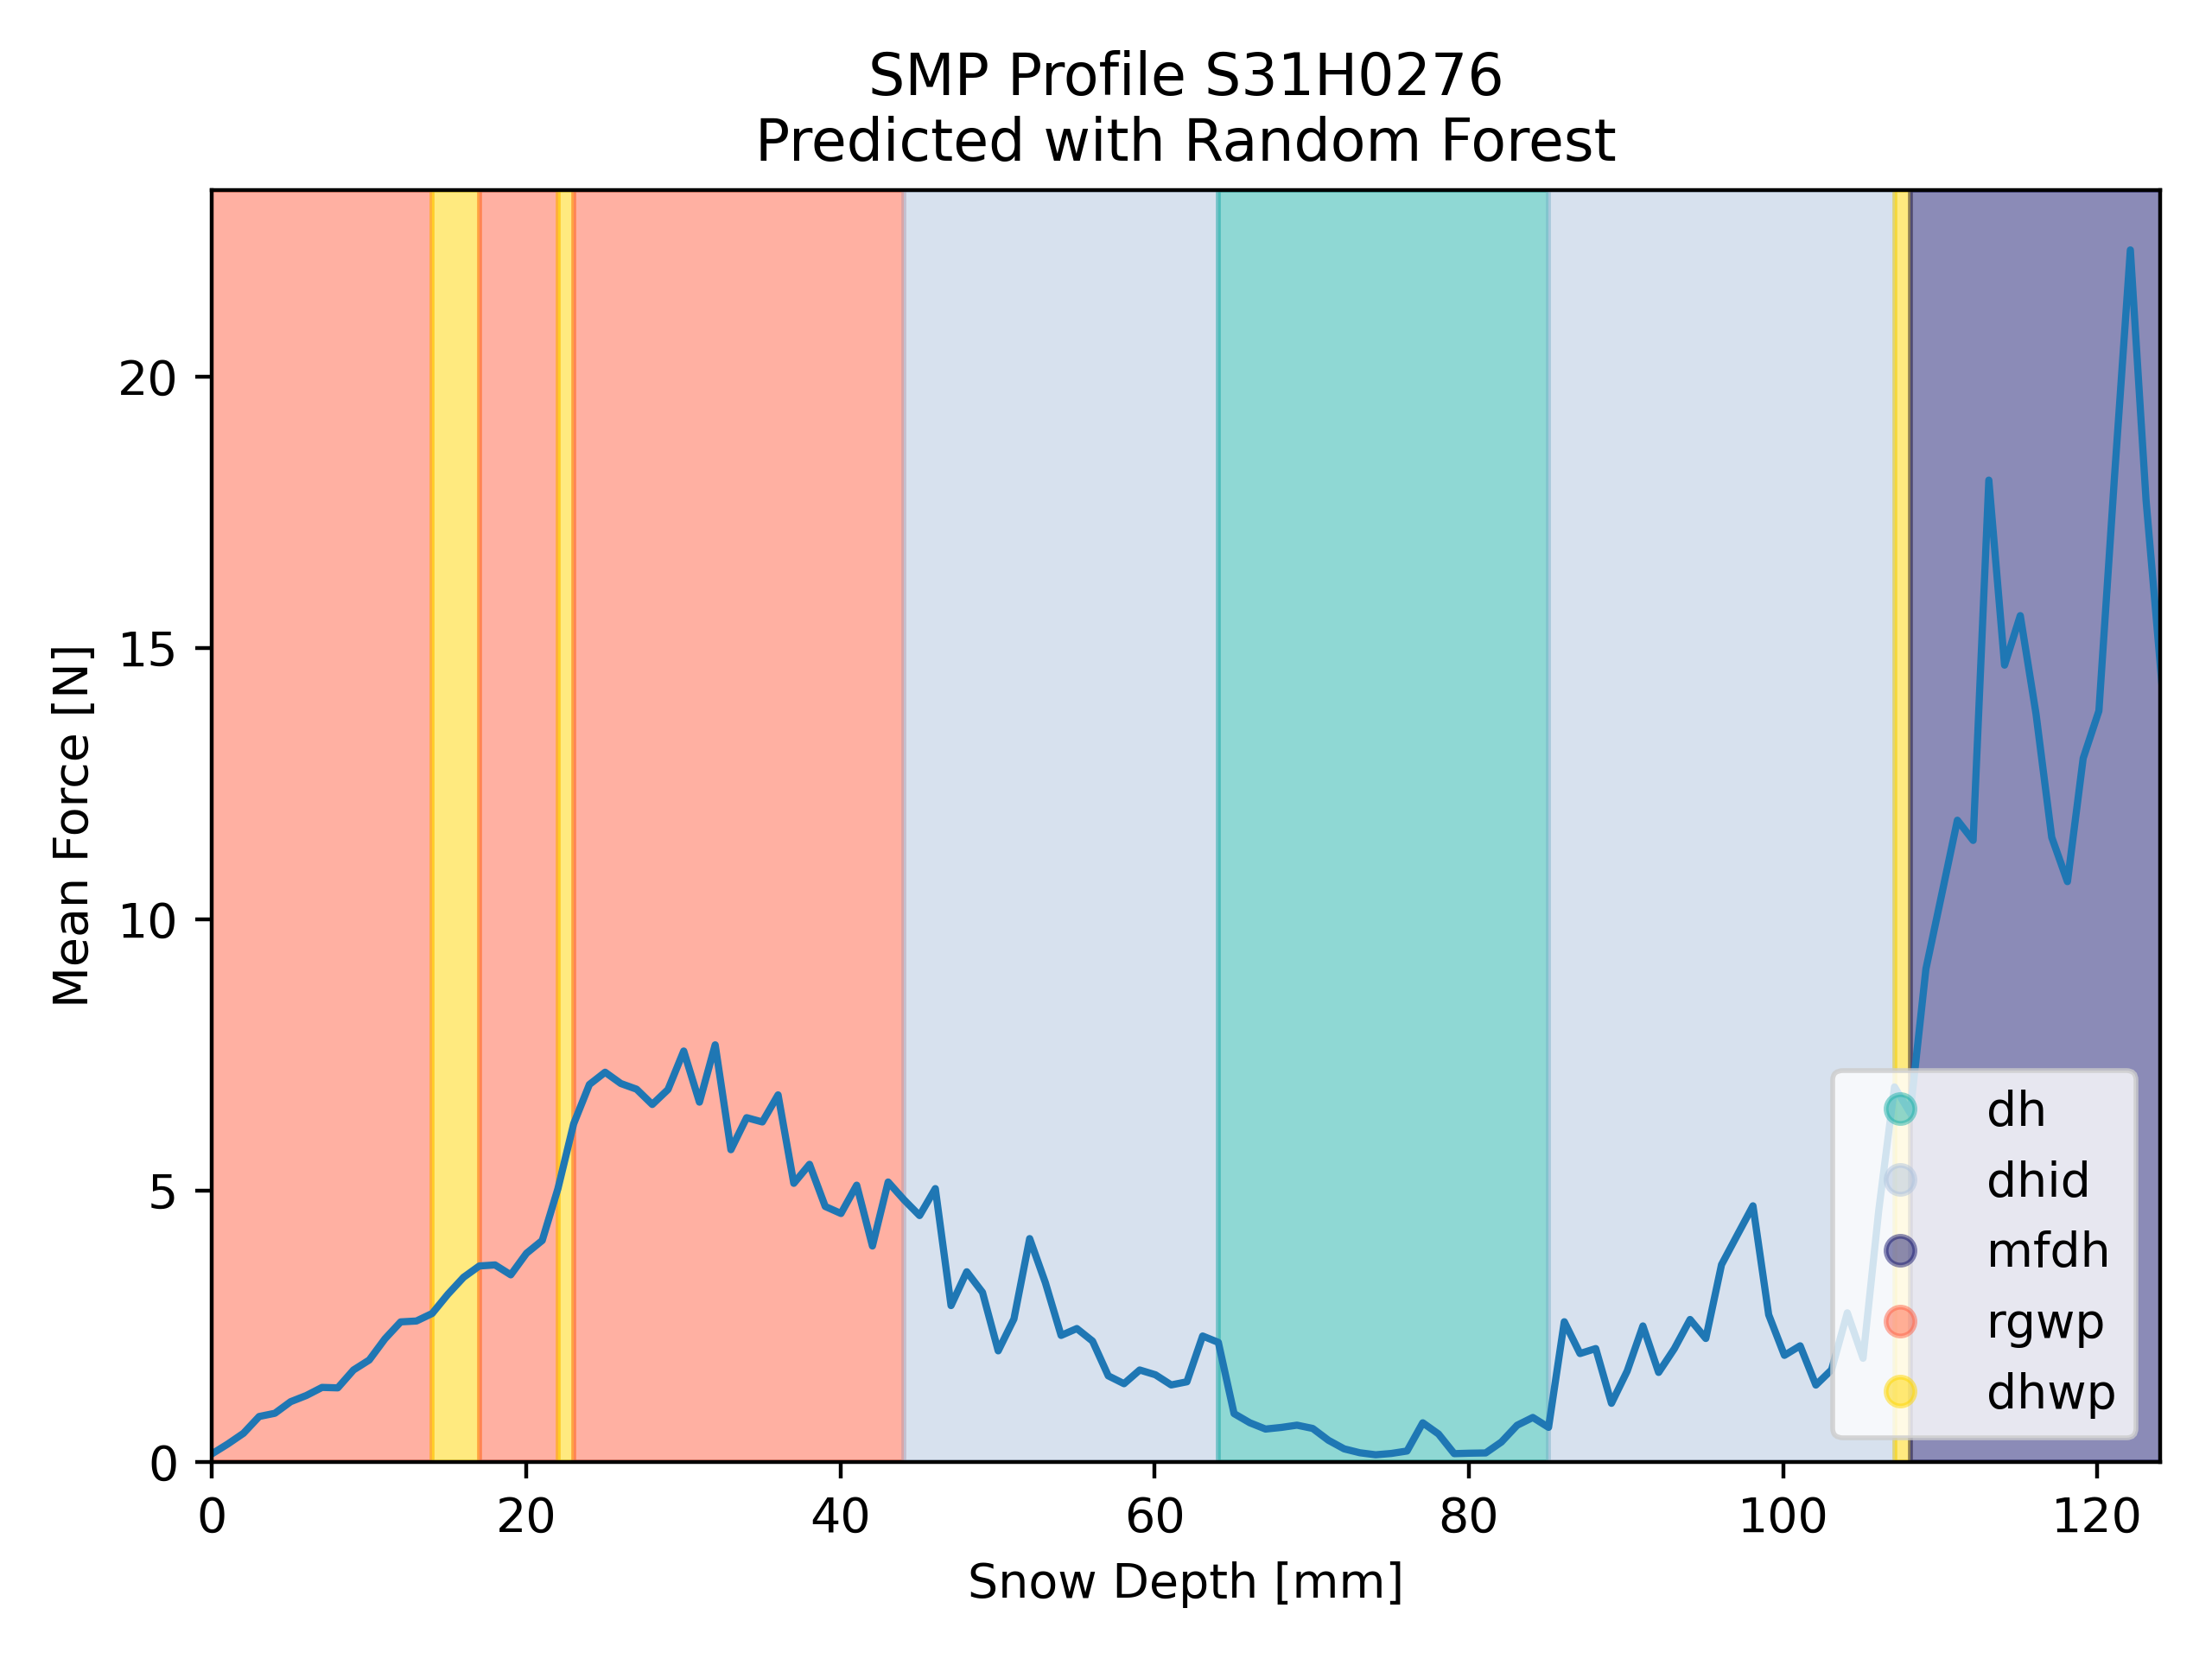 SMP Profile S31H0276
Predicted with Random Forest
Mean Force [N]
20
15
10
5
0
dh
dhid
mfdh
rgwp
dhwp
0 20 40 60 80 100 120
Snow Depth [mm]